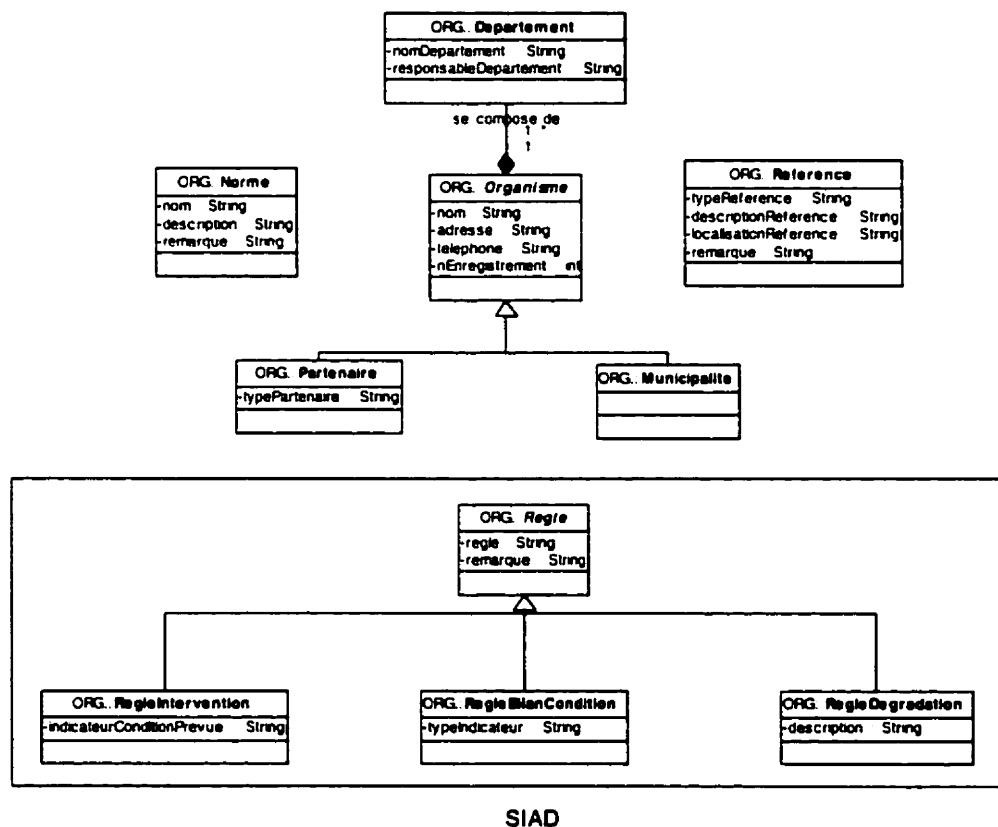 ORG.. Departement
-nomDepartement String
-responsableDepartement String
se compose de
1 *
1
ORG. Norme
-nom String
-description String
-remarque String
ORG. Organisme
-nom String
-adresse String
-telephone String
-nEnregistrement int
ORG. Reference
-typeReference String
-descriptionReference String
-localisationReference String
-remarque String
ORG. Partenaire
-typePartenaire String
ORG.. Municipalite
ORG. Regle
-regle String
-remarque String
ORG.. RegleIntervention
-indicateurConditionPrevue String
ORG.. RegleBilanCondition
-typeIndicateur String
ORG. RegleDegradation
-description String
SIAD